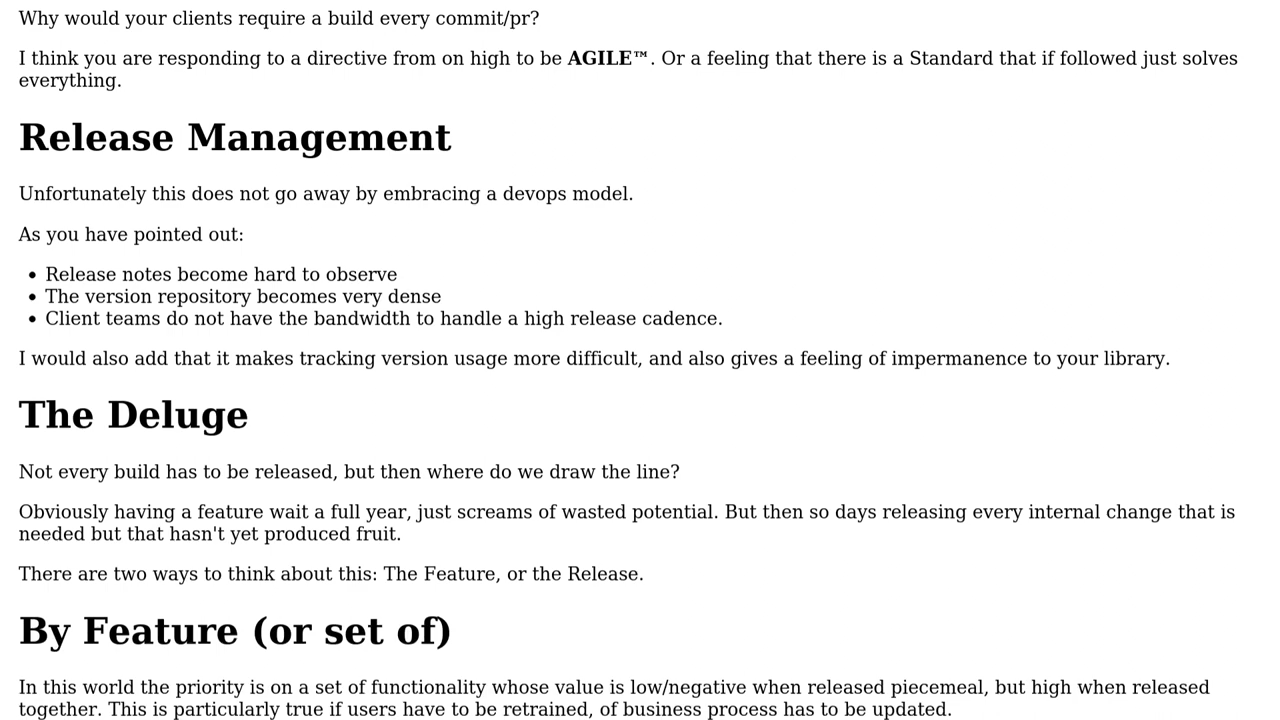 Why would your clients require a build every commit/pr?
I think you are responding to a directive from on high to be AGILE™. Or a feeling that there is a Standard that if followed just solves
everything.
Release Management
Unfortunately this does not go away by embracing a devops model.
As you have pointed out:
• Release notes become hard to observe
• The version repository becomes very dense
• Client teams do not have the bandwidth to handle a high release cadence.
I would also add that it makes tracking version usage more difficult, and also gives a feeling of impermanence to your library.
The Deluge
Not every build has to be released, but then where do we draw the line?
Obviously having a feature wait a full year, just screams of wasted potential. But then so days releasing every internal change that is
needed but that hasn't yet produced fruit.
There are two ways to think about this: The Feature, or the Release.
By Feature (or set of)
In this world the priority is on a set of functionality whose value is low/negative when released piecemeal, but high when released
together. This is particularly true if users have to be retrained, of business process has to be updated.